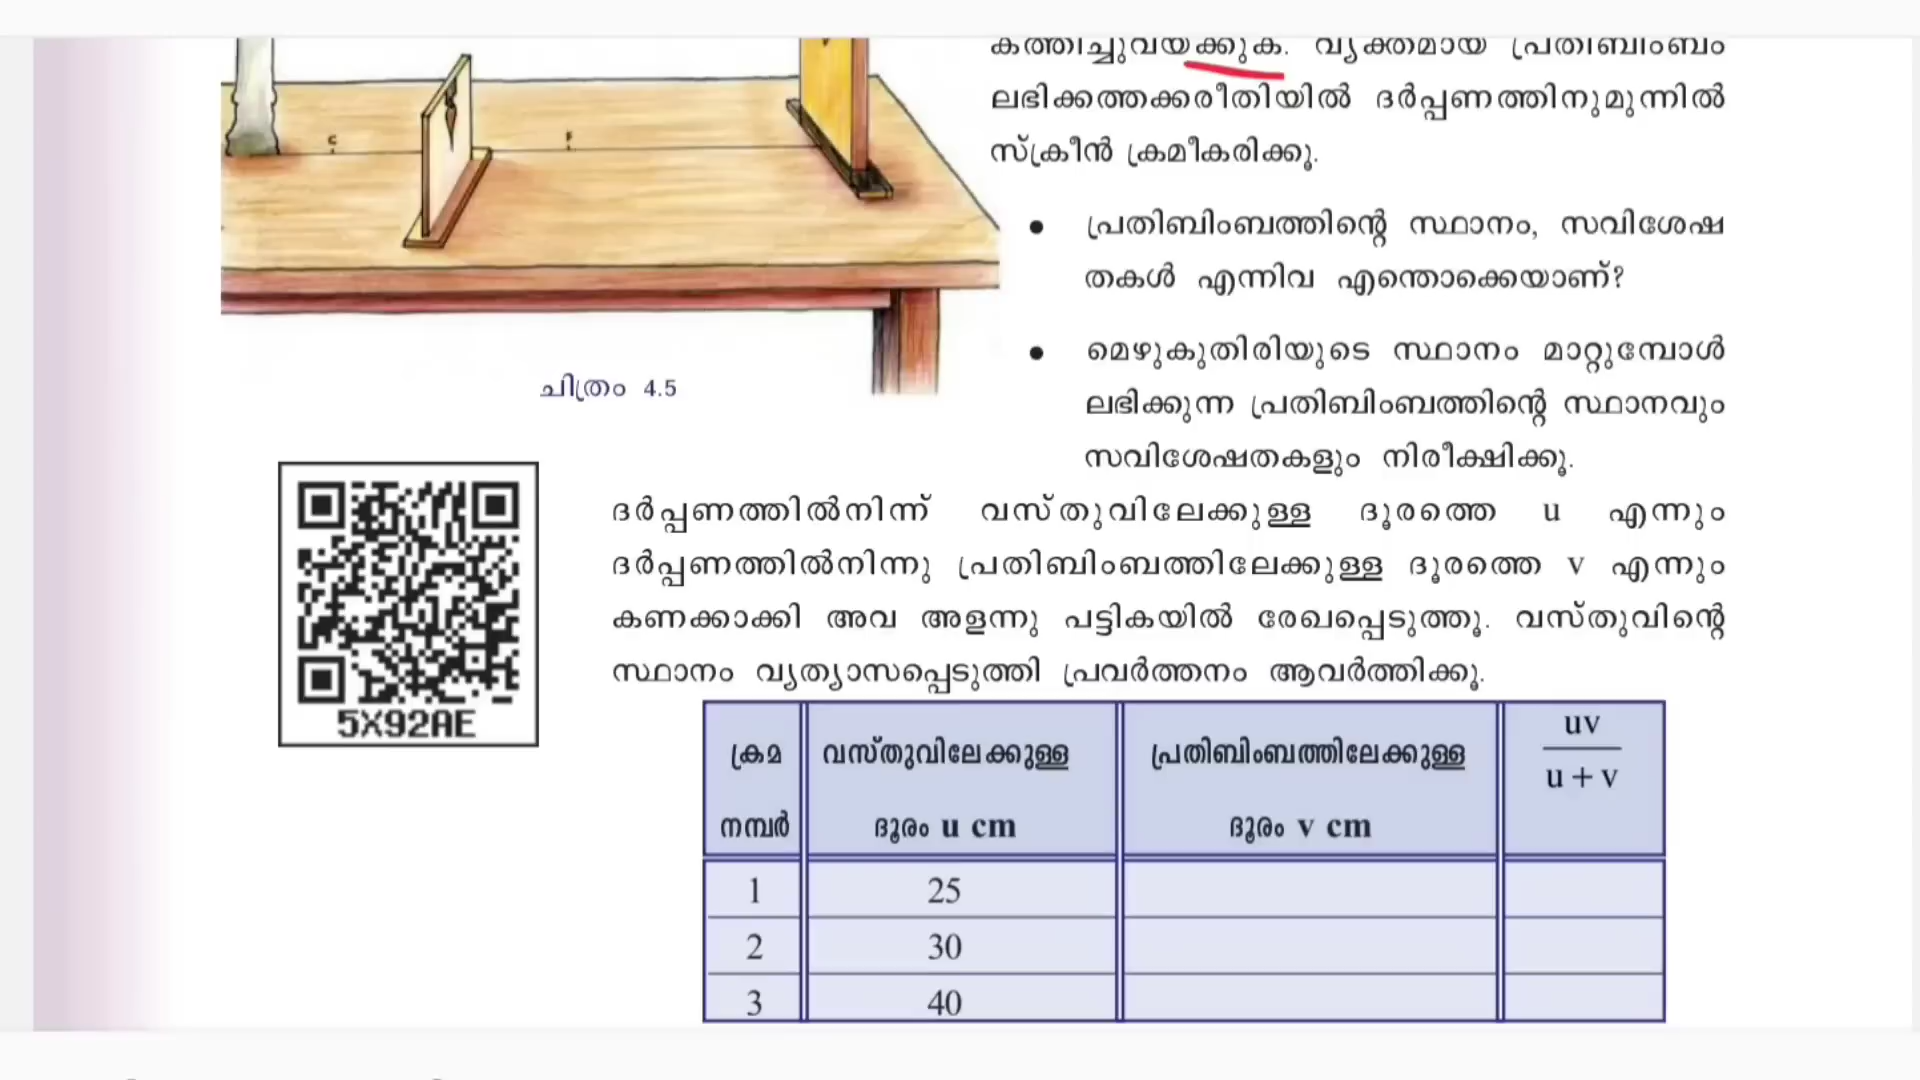 കത്തിച്ചുവയ്ക്കുക. വ്യക്തമായ പ്രതിബിംബം
ലഭിക്കത്തക്കരീതിയിൽ ദർപ്പണത്തിനുമുന്നിൽ
സ്ക്രീൻ ക്രമീകരിക്കൂ.
• പ്രതിബിംബത്തിന്റെ സ്ഥാനം, സവിശേഷ
തകൾ എന്നിവ എന്തൊക്കെയാണ്?
• മെഴുകുതിരിയുടെ സ്ഥാനം മാറ്റുമ്പോൾ
ലഭിക്കുന്ന പ്രതിബിംബത്തിന്റെ സ്ഥാനവും
സവിശേഷതകളും നിരീക്ഷിക്കൂ.
C
F
ചിത്രം 4.5
5X92AE
ദർപ്പണത്തിൽനിന്ന് വസ്തുവിലേക്കുള്ള ദൂരത്തെ u എന്നും
ദർപ്പണത്തിൽനിന്നു പ്രതിബിംബത്തിലേക്കുള്ള ദൂരത്തെ v എന്നും
കണക്കാക്കി അവ അളന്നു പട്ടികയിൽ രേഖപ്പെടുത്തൂ. വസ്തുവിന്റെ
സ്ഥാനം വ്യത്യാസപ്പെടുത്തി പ്രവർത്തനം ആവർത്തിക്കൂ.
ക്രമ നമ്പർ
വസ്തുവിലേക്കുള്ള ദൂരം u cm
പ്രതിബിംബത്തിലേക്കുള്ള ദൂരം v cm
uv
u + v
1 25
2 30
3 40